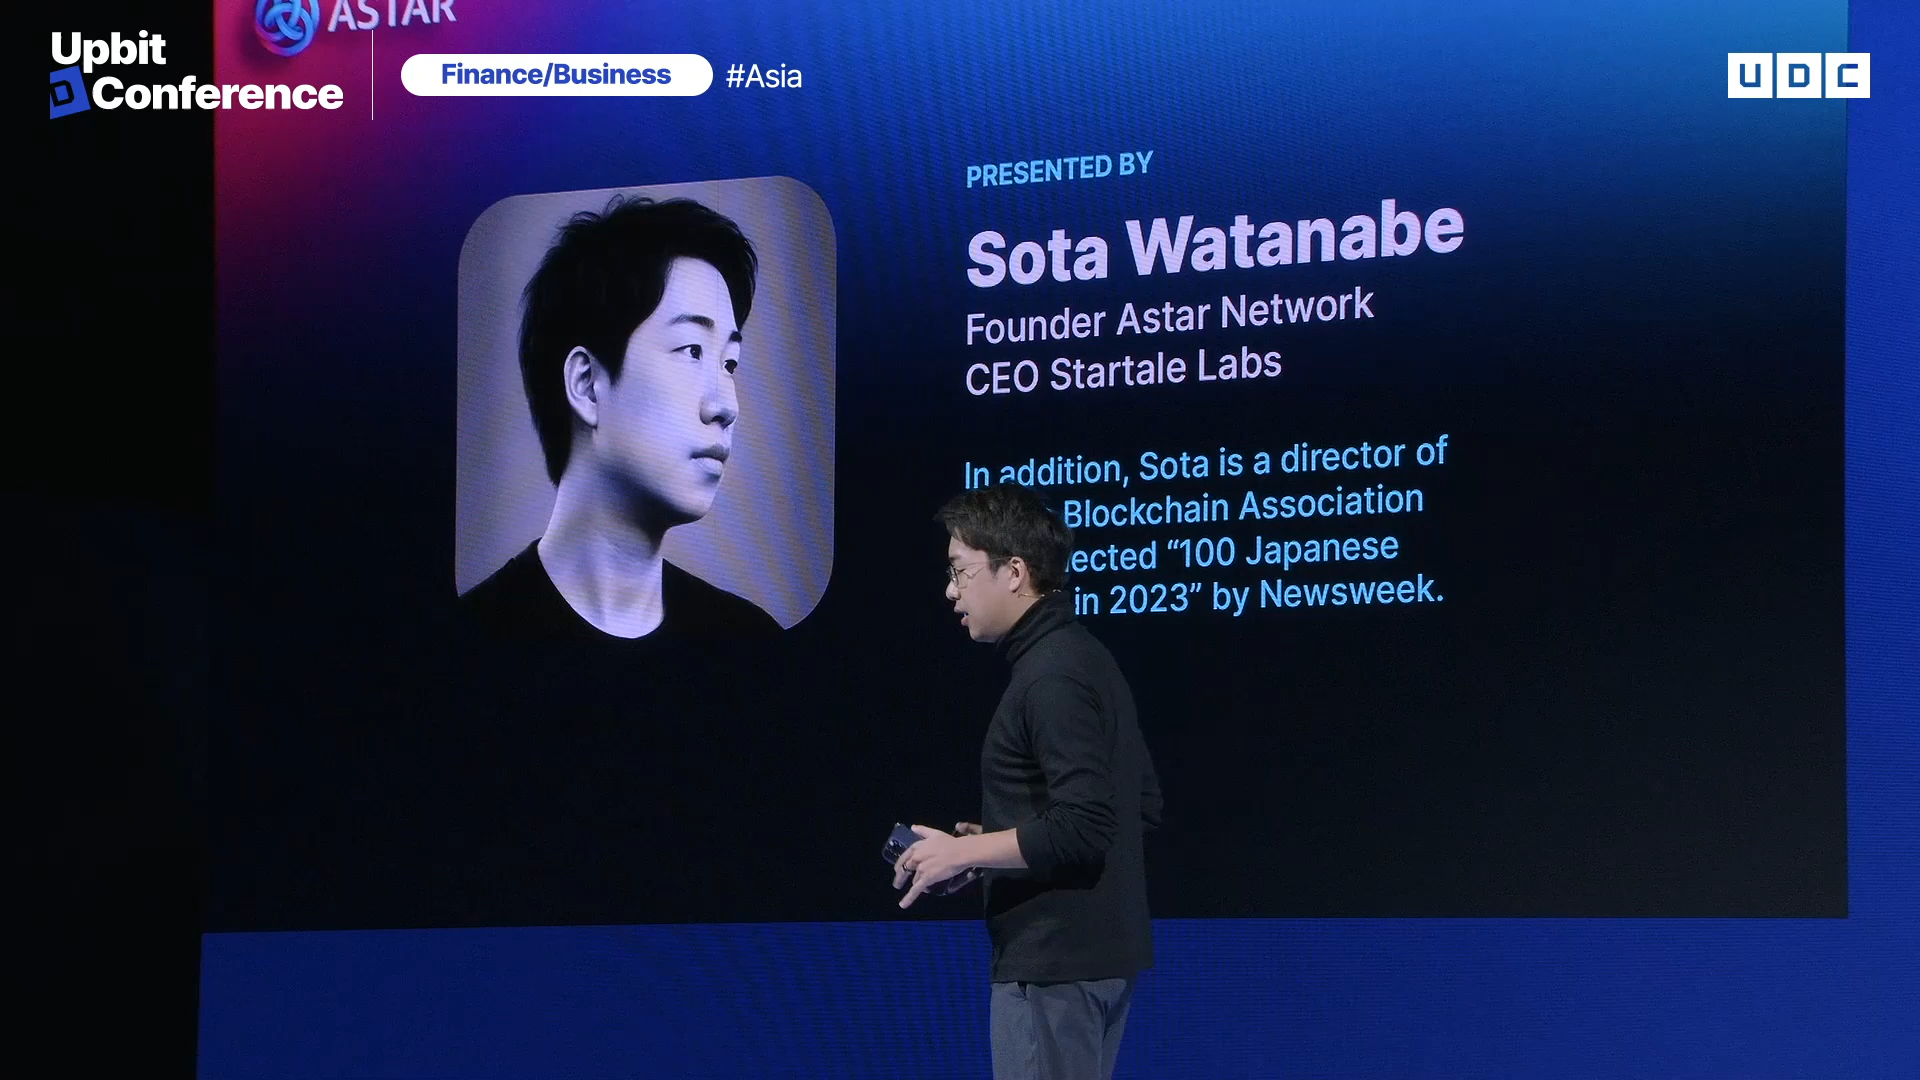 ASTAR
Upbit
D Conference
Finance/Business
#Asia
UDC
PRESENTED BY
Sota Watanabe
Founder Astar Network
CEO Startale Labs
In addition, Sota is a director of
Blockchain Association
“100 Japanese
in 2023” by Newsweek.